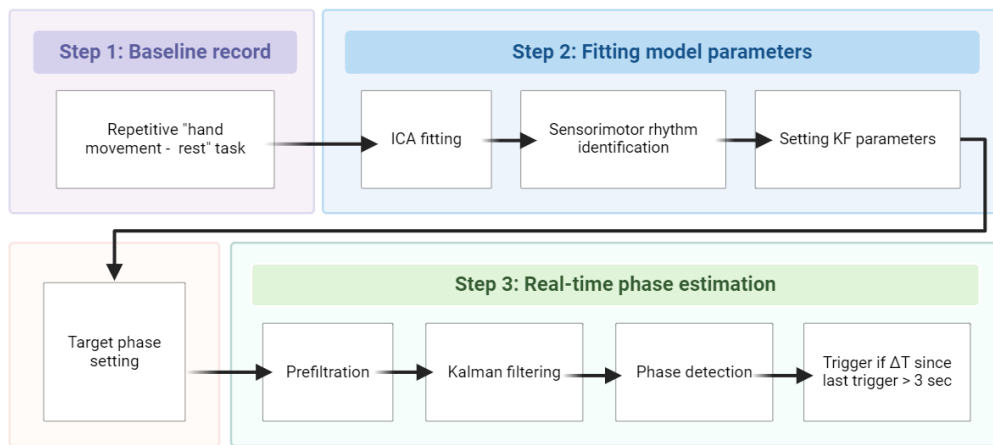 Step 1: Baseline record
Step 2: Fitting model parameters
Repetitive "hand
movement - rest" task
ICA fitting
Sensorimotor rhythm
identification
Setting KF parameters
Step 3: Real-time phase estimation
Target phase
setting
Prefiltration
Kalman filtering
Phase detection
Trigger if ΔT since
last trigger > 3 sec